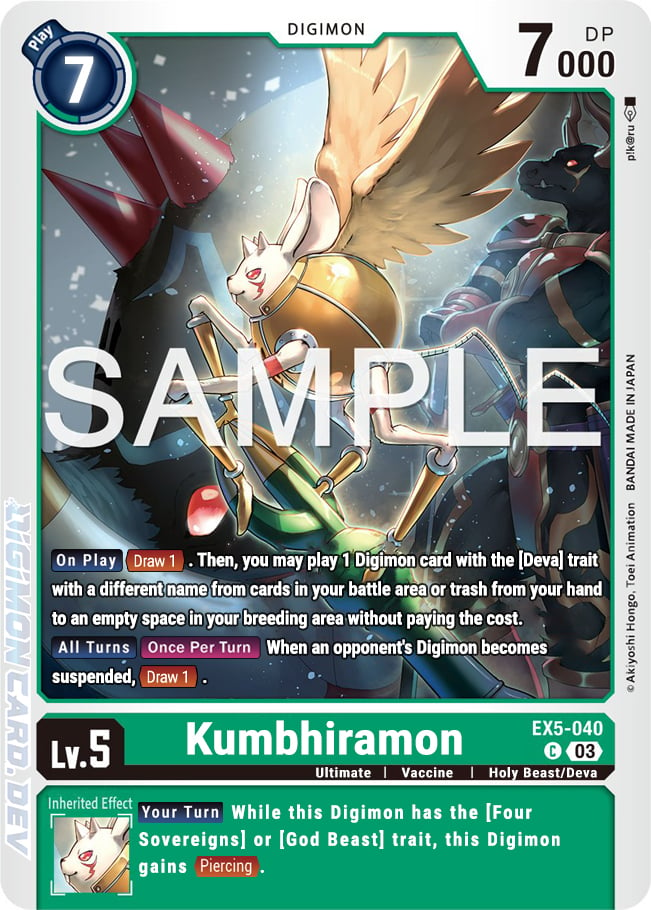 Play
7
DIGIMON
7000
DP
p!k@ru
SAMPLE
On Play Draw 1 . Then, you may play 1 Digimon card with the [Deva] trait
with a different name from cards in your battle area or trash from your hand
to an empty space in your breeding area without paying the cost.
All Turns Once Per Turn When an opponent's Digimon becomes
suspended, Draw 1 .
© Akiyoshi Hongo, Toei Animation BANDAI MADE IN JAPAN
DIGIMONCARD.DEV
Lv.5
Kumbhiramon
EX5-040
C 03
Ultimate | Vaccine | Holy Beast/Deva
Inherited Effect
Your Turn While this Digimon has the [Four
Sovereigns] or [God Beast] trait, this Digimon
gains Piercing .